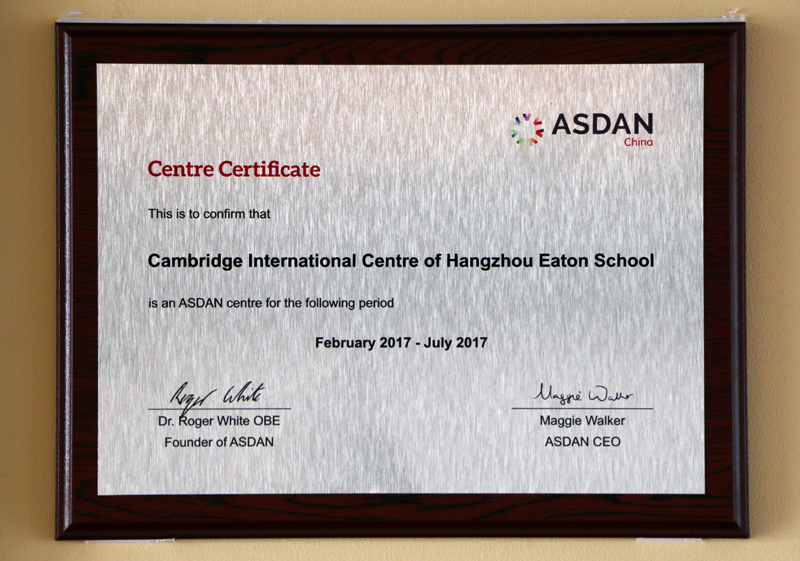 ASDAN
China
Centre Certificate
This is to confirm that
Cambridge International Centre of Hangzhou Eaton School
is an ASDAN centre for the following period
February 2017 - July 2017
Roger White
Maggie Walker
Dr. Roger White OBE
Maggie Walker
Founder of ASDAN
ASDAN CEO